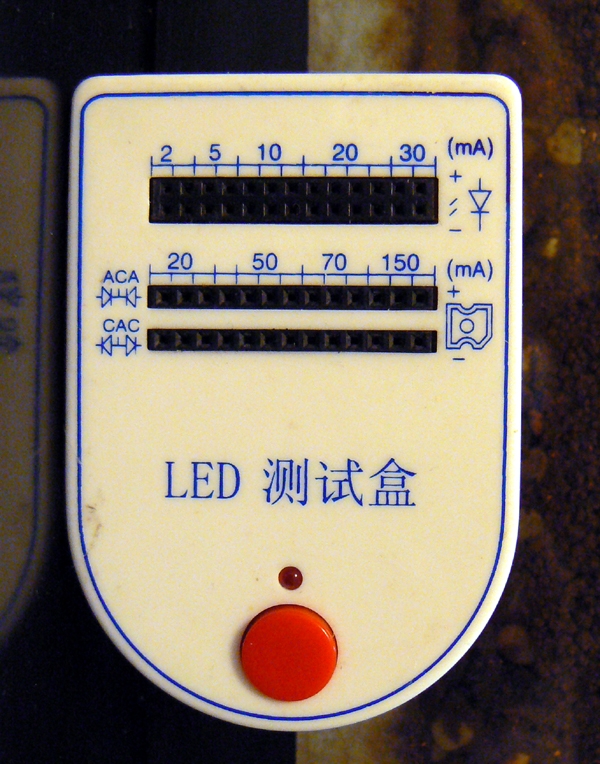 2 5 10 20 30 (mA)
+
-
20 50 70 150 (mA)
ACA +
CAC
-
LED 测试盒